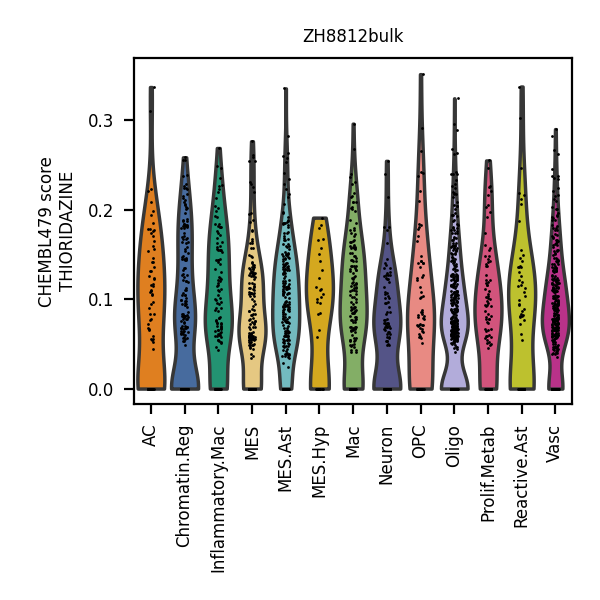 ZH8812bulk
CHEMBL479 score
THIORIDAZINE
0.3
0.2
0.1
0.0
AC
Chromatin.Reg
Inflammatory.Mac
MES
MES.Ast
MES.Hyp
Mac
Neuron
OPC
Oligo
Prolif.Metab
Reactive.Ast
Vasc